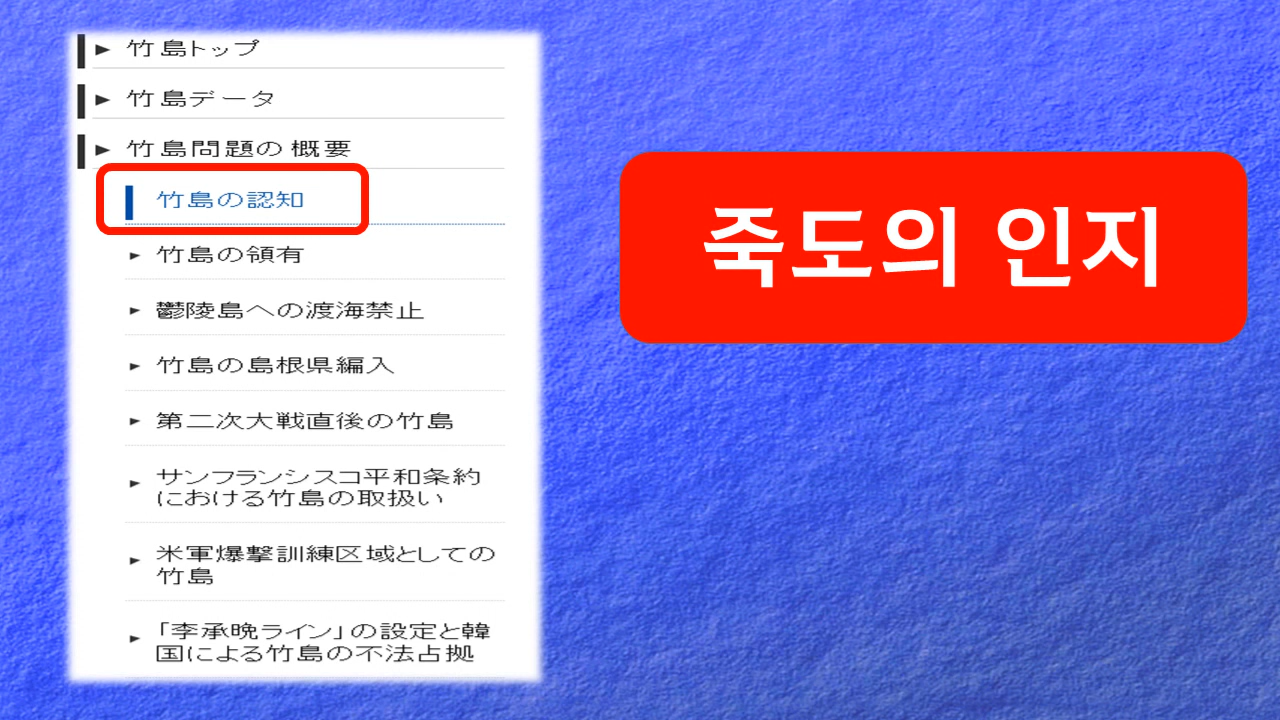 竹島トップ
竹島データ
竹島問題の概要
竹島の認知
竹島の領有
鬱陵島への渡海禁止
竹島の島根県編入
第二次大戦直後の竹島
サンフランシスコ平和条約
における竹島の取扱い
米軍爆撃訓練区域としての
竹島
「李承晩ライン」の設定と韓
国による竹島の不法占拠
죽도의 인지